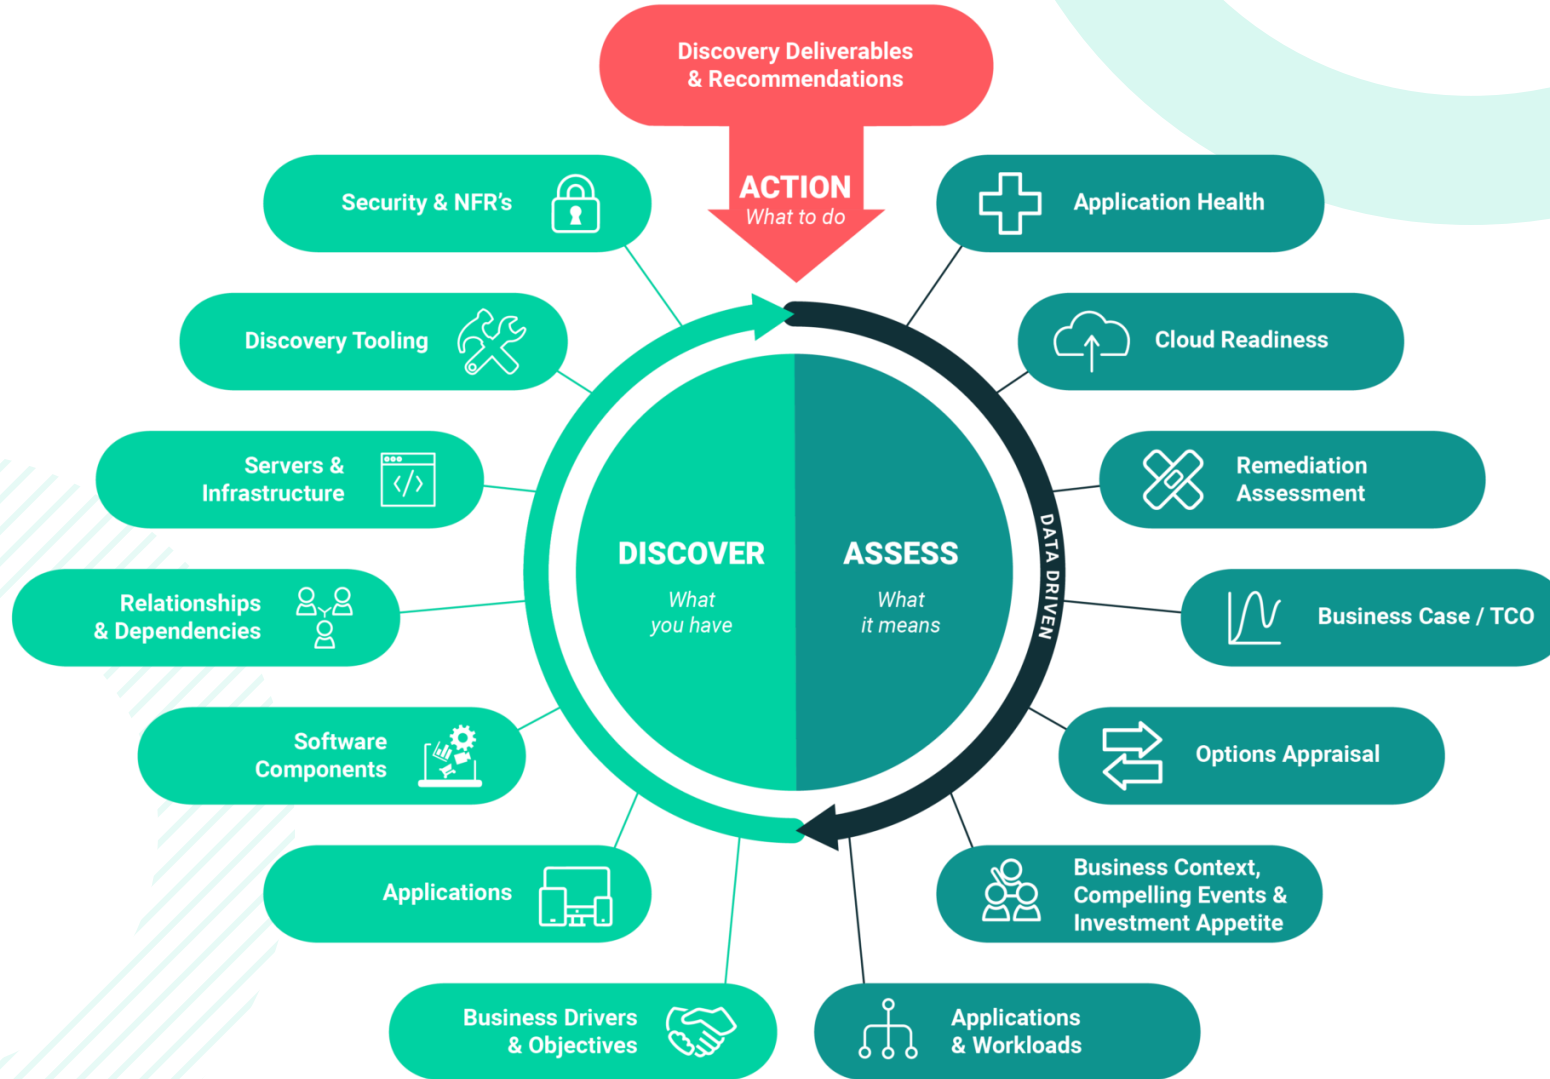 Discovery Deliverables
& Recommendations
ACTION
What to do
Security & NFR's
Discovery Tooling
Servers &
Infrastructure
Relationships
& Dependencies
Software
Components
Applications
Business Drivers
& Objectives
DISCOVER
What
you have
ASSESS
What
it means
DATA DRIVEN
Application Health
Cloud Readiness
Remediation
Assessment
Business Case / TCO
Options Appraisal
Business Context,
Compelling Events &
Investment Appetite
Applications
& Workloads